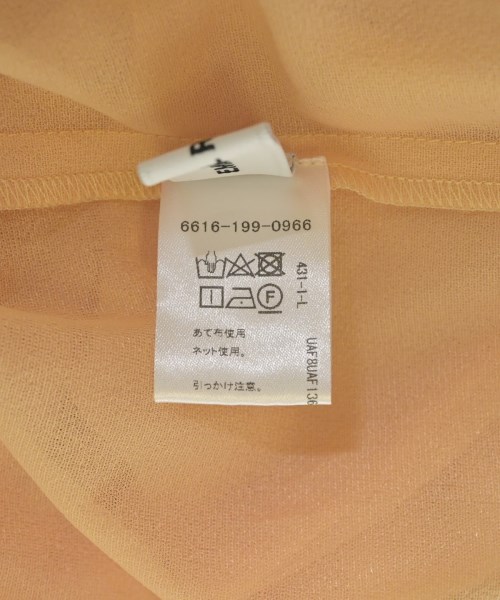 6616-199-0966
F
あて布使用
ネット使用。
引っかけ注意。
431-1-L
UAF8UAF136